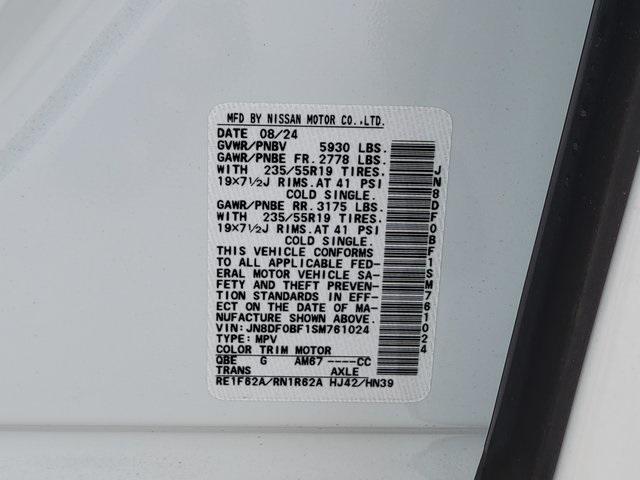 MFD BY NISSAN MOTOR CO.,LTD.
DATE 08/24
GVWR/PNBV 5930 LBS.
GAWR/PNBE FR. 2778 LBS.
WITH 235/55R19 TIRES.
19x7½J RIMS.AT 41 PSI
COLD SINGLE.
GAWR/PNBE RR. 3175 LBS.
WITH 235/55R19 TIRES.
19x7½J RIMS.AT 41 PSI
COLD SINGLE.
THIS VEHICLE CONFORMS
TO ALL APPLICABLE FED-
ERAL MOTOR VEHICLE SA-
FETY AND THEFT PREVEN-
TION STANDARDS IN EFF-
ECT ON THE DATE OF MA-
NUFACTURE SHOWN ABOVE.
VIN:JN8DF0BF1SM761024
TYPE: MPV
COLOR TRIM MOTOR
QBE G AM67 ----CC
TRANS AXLE
RE1F62A/RN1R62A HJ42/HN39
JN8DF0BF1SM761024